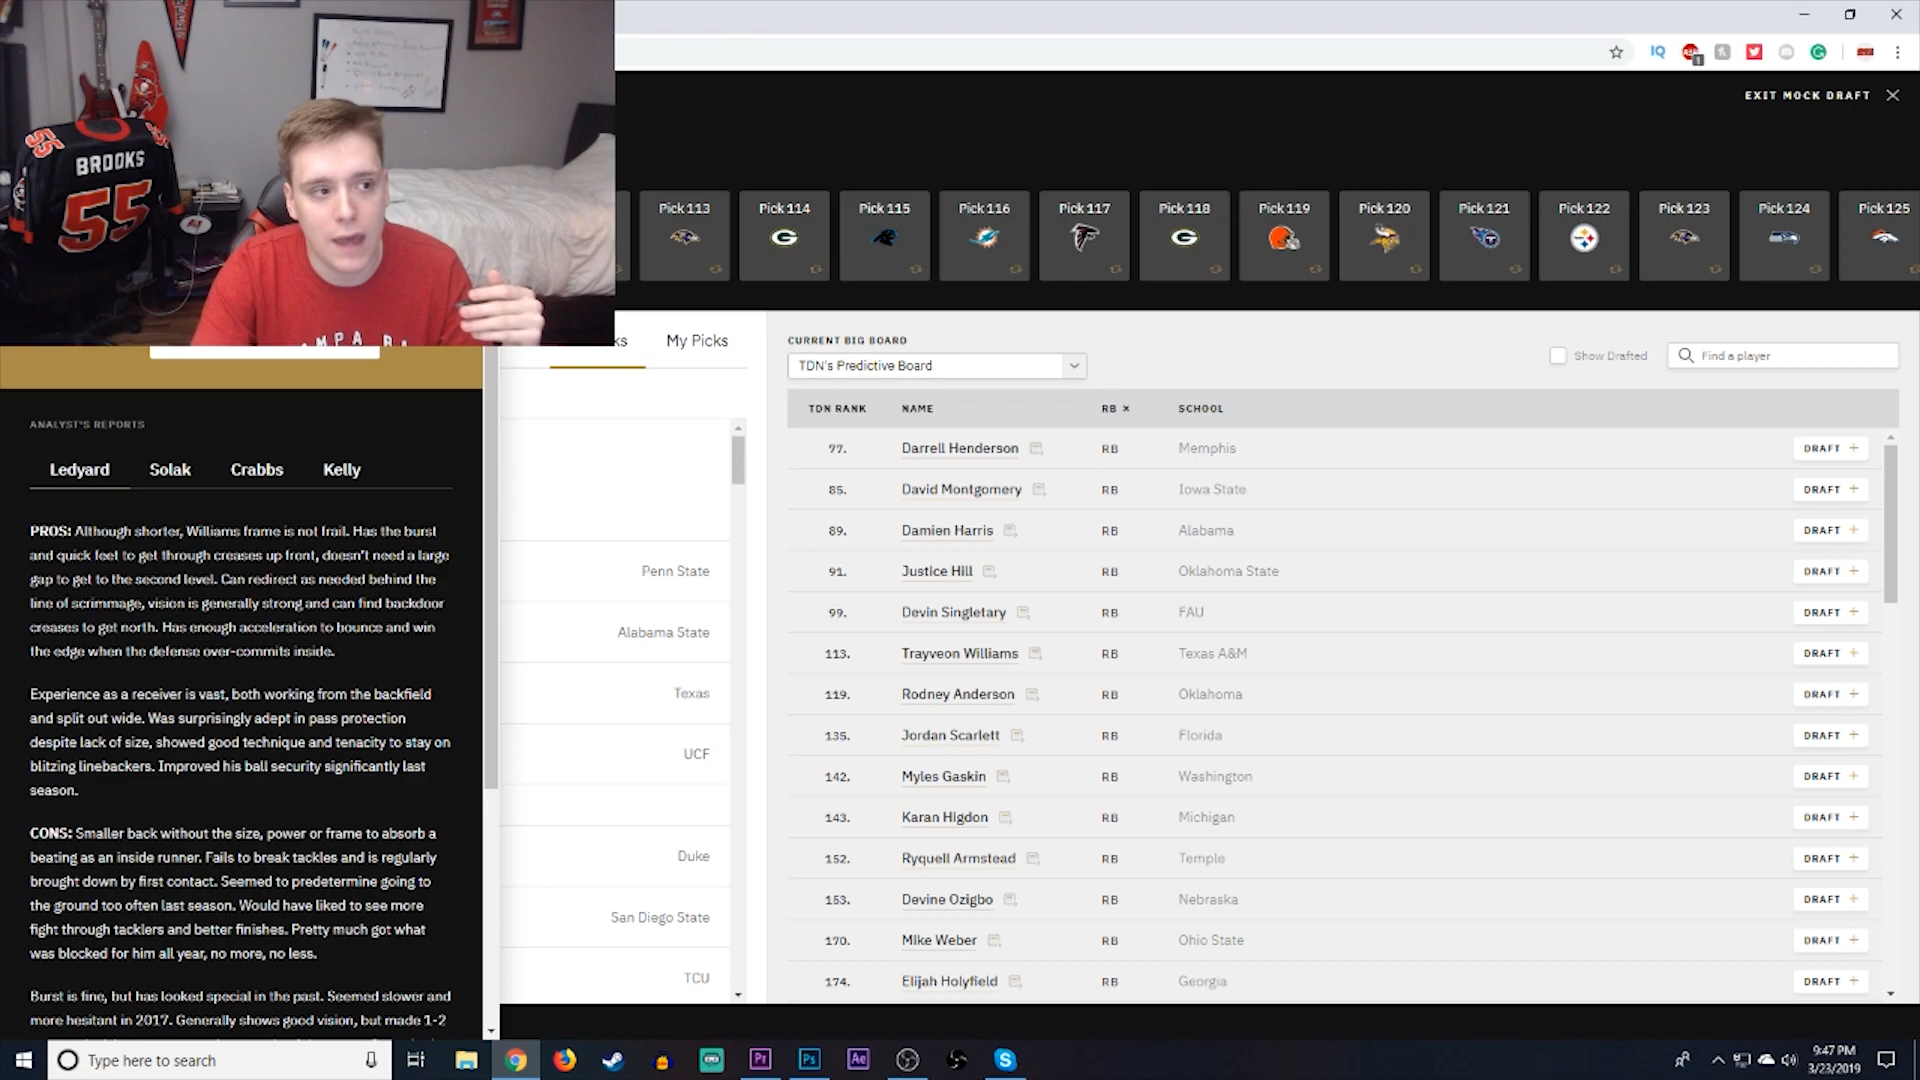 BROOKS
55
55
MPA BA
EXIT MOCK DRAFT
1
Pick 113
Pick 114
Pick 115
Pick 116
Pick 117
Pick 118
Pick 119
Pick 120
Pick 121
Pick 122
Pick 123
Pick 124
Pick 125
ks
My Picks
CURRENT BIG BOARD
TDN's Predictive Board
Show Drafted
Find a player
ANALYST'S REPORTS
Ledyard Solak Crabbs Kelly
PROS: Although shorter, Williams frame is not frail. Has the burst
and quick feet to get through creases up front, doesn't need a large
gap to get to the second level. Can redirect as needed behind the
line of scrimmage, vision is generally strong and can find backdoor
creases to get north. Has enough acceleration to bounce and win
the edge when the defense over-commits inside.
Experience as a receiver is vast, both working from the backfield
and split out wide. Was surprisingly adept in pass protection
despite lack of size, showed good technique and tenacity to stay on
blitzing linebackers. Improved his ball security significantly last
season.
CONS: Smaller back without the size, power or frame to absorb a
beating as an inside runner. Fails to break tackles and is regularly
brought down by first contact. Seemed to predetermine going to
the ground too often last season. Would have liked to see more
fight through tacklers and better finishes. Pretty much got what
was blocked for him all year, no more, no less.
Burst is fine, but has looked special in the past. Seemed slower and
more hesitant in 2017. Generally shows good vision, but made 1-2
Penn State
Alabama State
Texas
UCF
Duke
San Diego State
TCU
TDN RANK NAME RB × SCHOOL
77. Darrell Henderson RB Memphis DRAFT +
85. David Montgomery RB Iowa State DRAFT +
89. Damien Harris RB Alabama DRAFT +
91. Justice Hill RB Oklahoma State DRAFT +
99. Devin Singletary RB FAU DRAFT +
113. Trayveon Williams RB Texas A&M DRAFT +
119. Rodney Anderson RB Oklahoma DRAFT +
135. Jordan Scarlett RB Florida DRAFT +
142. Myles Gaskin RB Washington DRAFT +
143. Karan Higdon RB Michigan DRAFT +
152. Ryquell Armstead RB Temple DRAFT +
153. Devine Ozigbo RB Nebraska DRAFT +
170. Mike Weber RB Ohio State DRAFT +
174. Elijah Holyfield RB Georgia DRAFT +
Type here to search
Pr
Ps
Ae
9:47 PM
3/23/2019